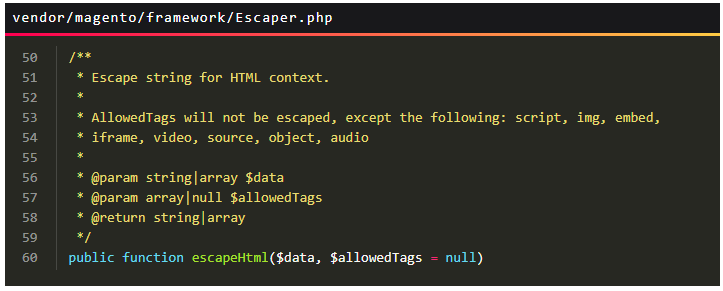 vendor/magento/framework/Escaper.php
50 /**
51 * Escape string for HTML context.
52 *
53 * AllowedTags will not be escaped, except the following: script, img, embed,
54 * iframe, video, source, object, audio
55 *
56 * @param string|array $data
57 * @param array|null $allowedTags
58 * @return string|array
59 */
60 public function escapeHtml($data, $allowedTags = null)